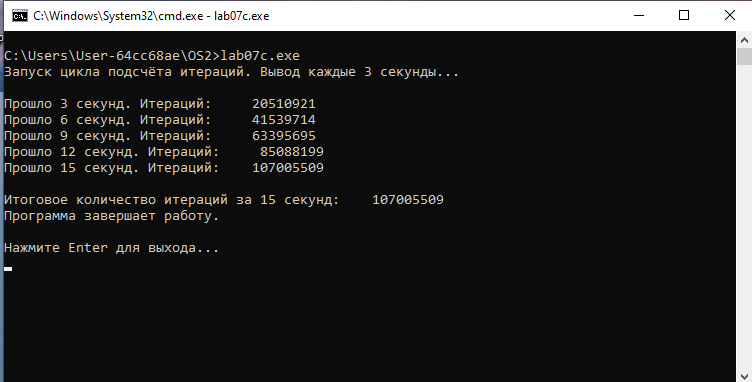 C:\Windows\System32\cmd.exe - lab07c.exe
C:\Users\User-64cc68ae\OS2>lab07c.exe
Запуск цикла подсчёта итераций. Вывод каждые 3 секунды...
Прошло 3 секунд. Итераций:     20510921
Прошло 6 секунд. Итераций:     41539714
Прошло 9 секунд. Итераций:     63395695
Прошло 12 секунд. Итераций:     85088199
Прошло 15 секунд. Итераций:    107005509
Итоговое количество итераций за 15 секунд:    107005509
Программа завершает работу.
Нажмите Enter для выхода...